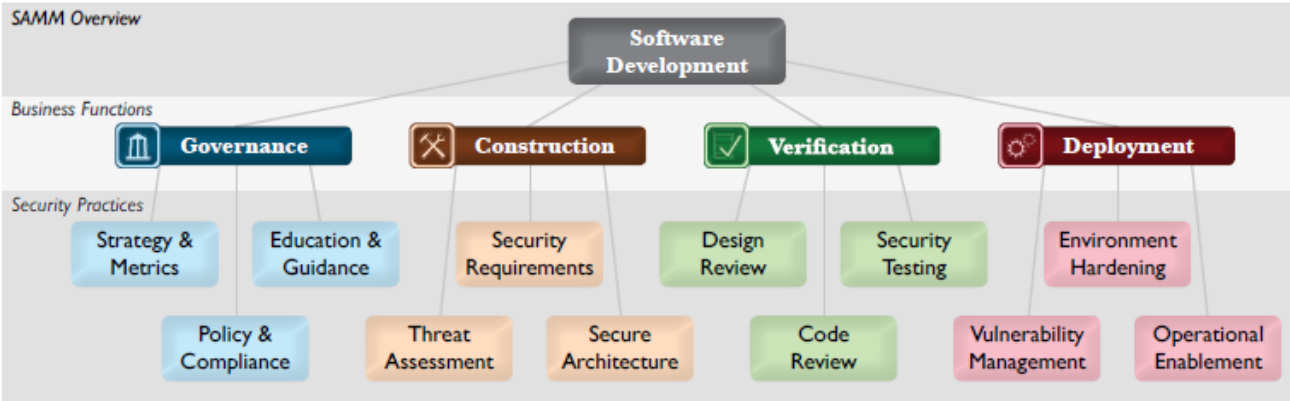 SAMM Overview
Software
Development
Business Functions
Governance
Construction
Verification
Deployment
Security Practices
Strategy &
Metrics
Education &
Guidance
Security
Requirements
Design
Review
Security
Testing
Environment
Hardening
Policy &
Compliance
Threat
Assessment
Secure
Architecture
Code
Review
Vulnerability
Management
Operational
Enablement